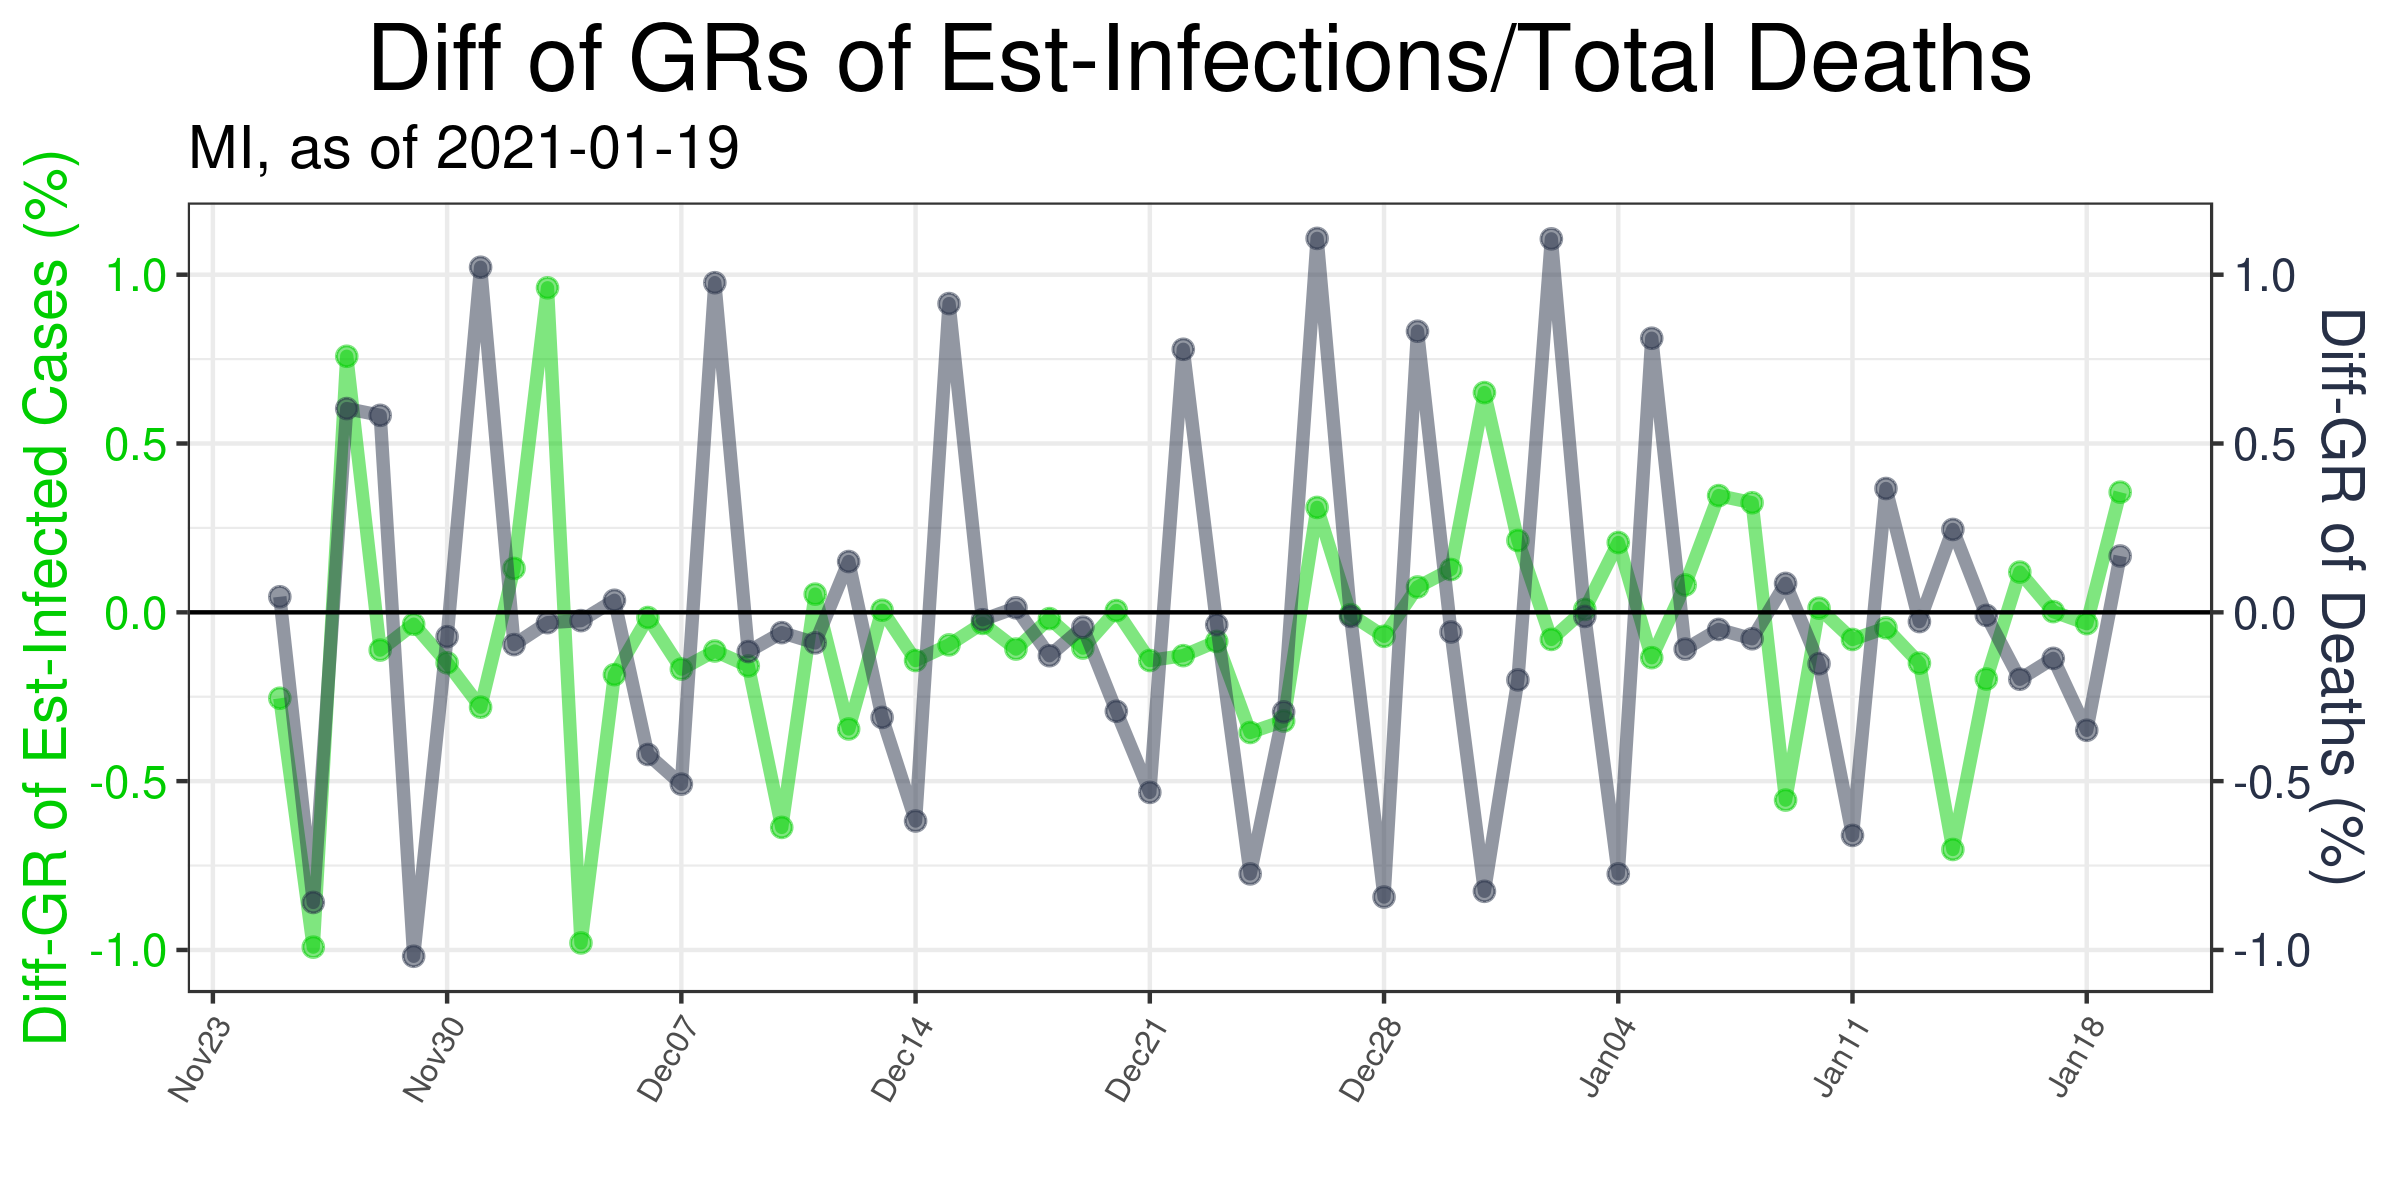 Diff of GRs of Est-Infections/Total Deaths
MI, as of 2021-01-19
Diff-GR of Est-Infected Cases (%)
1.0
0.5
0.0
-0.5
-1.0
1.0
0.5
0.0
-0.5
-1.0
Diff-GR of Deaths (%)
Nov23 Nov30 Dec07 Dec14 Dec21 Dec28 Jan04 Jan11 Jan18